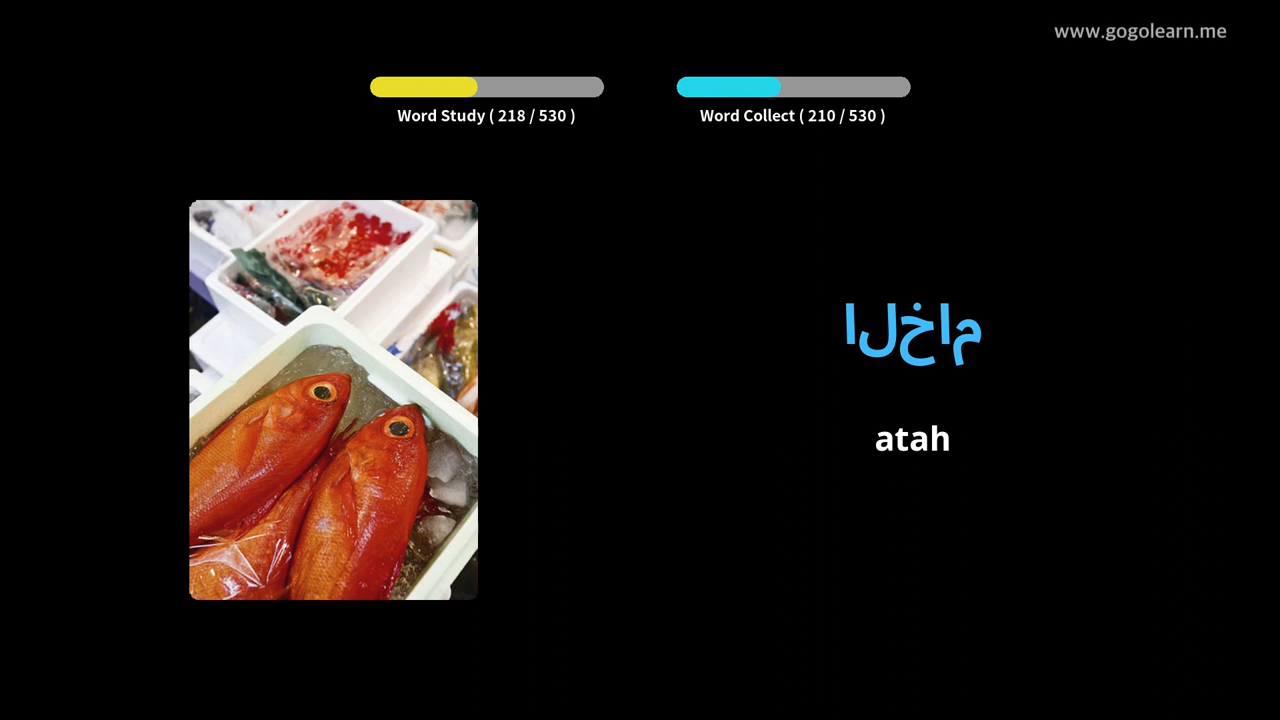 www.gogolearn.me
Word Study ( 218 / 530 )
Word Collect ( 210 / 530 )
الخام
atah